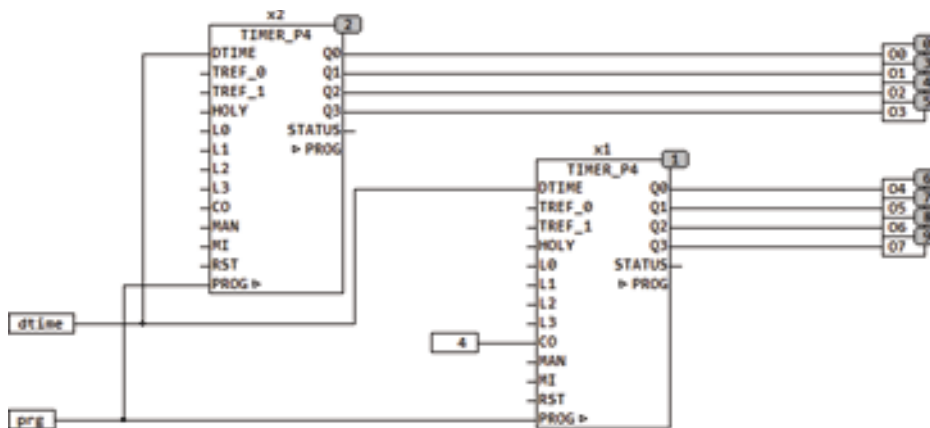 x2
2
TIMER_P4
DTIME Q0
TREF_0 Q1
TREF_1 Q2
HOLY Q3
L0 STATUS
L1 ▷ PROG
L2
L3
CO
MAN
MI
RST
PROG ▷
O0
O1
O2
O3
x1
1
TIMER_P4
DTIME Q0
TREF_0 Q1
TREF_1 Q2
HOLY Q3
L0 STATUS
L1 ▷ PROG
L2
L3
CO
MAN
MI
RST
PROG ▷
O4
O5
O6
O7
dtime
4
prg